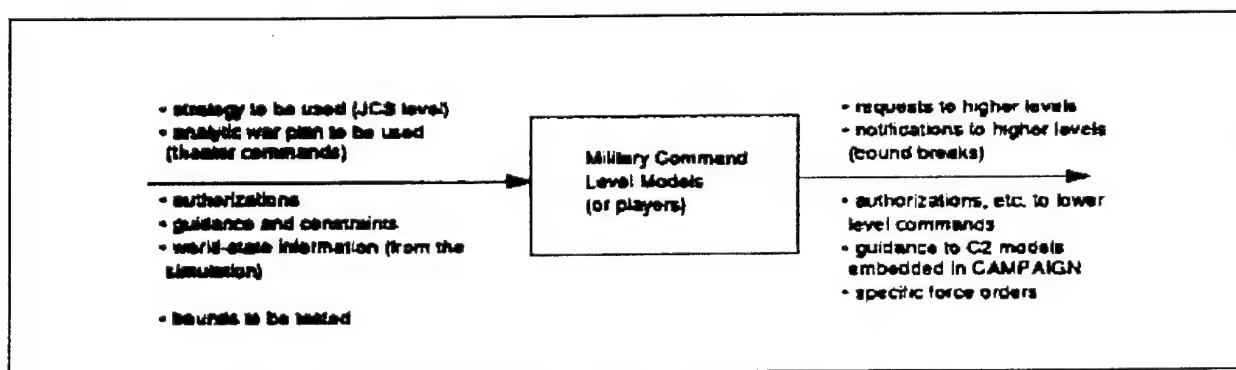 • strategy to be used (JCS level)
• analytic war plan to be used
(theater commands)
• authorizations
• guidance and constraints
• world-state information (from the
simulation)
• bounds to be tested
Military Command
Level Models
(or players)
• requests to higher levels
• notifications to higher levels
(bound breaks)
• authorizations, etc. to lower
level commands
• guidance to C2 models
embedded in CAMPAIGN
• specific force orders